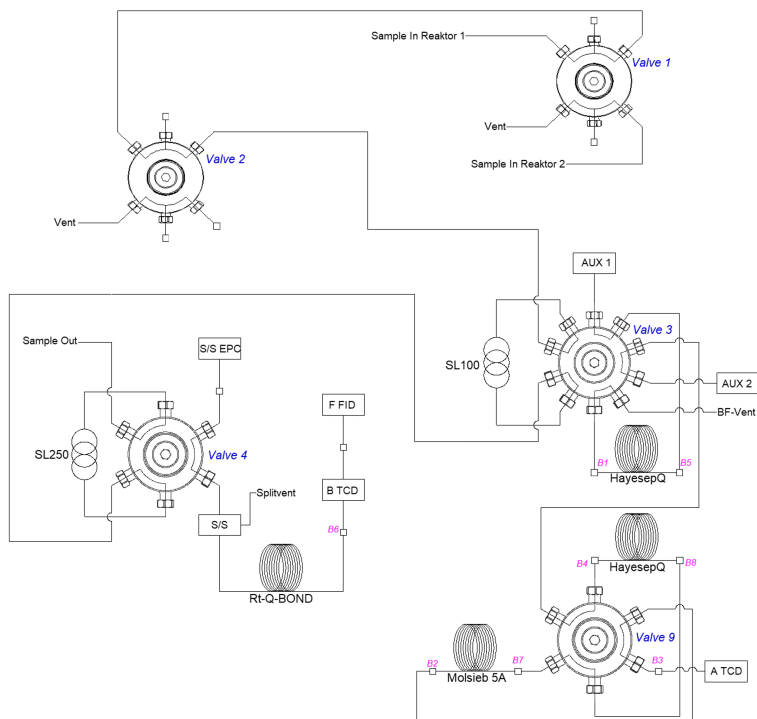 Sample In Reaktor 1
Valve 1
Vent
Sample In Reaktor 2
Valve 2
Vent
AUX 1
Valve 3
SL100
AUX 2
BF-Vent
B1
B5
HayesepQ
Sample Out
S/S EPC
F FID
SL250
Valve 4
B TCD
Splitvent
S/S
B6
Rt-Q-BOND
B4
B8
HayesepQ
Valve 9
B2
B7
B3
A TCD
Molsieb 5A